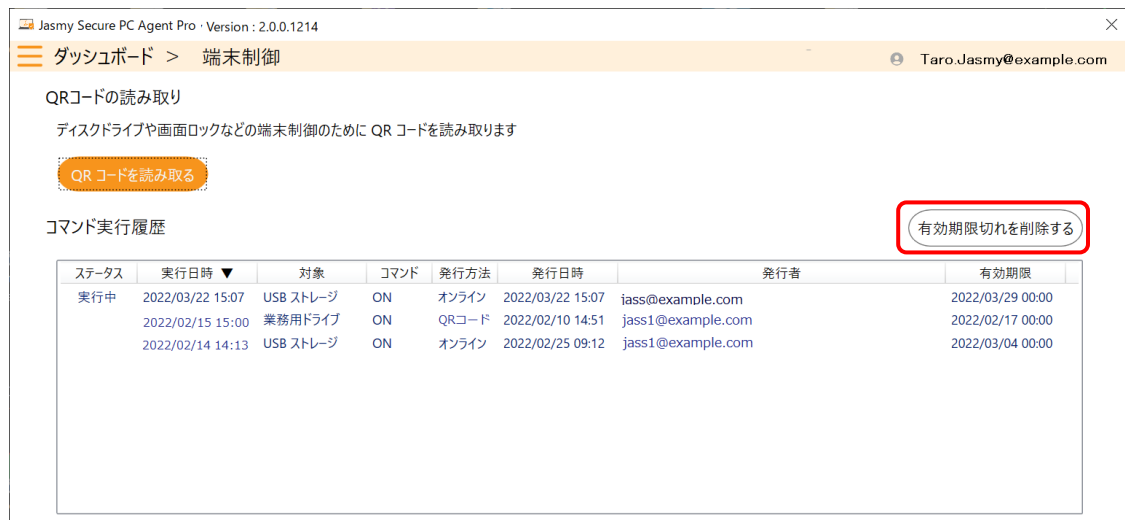 Jasmy Secure PC Agent Pro · Version : 2.0.0.1214
ダッシュボード > 端末制御 Taro.Jasmy@example.com
QRコードの読み取り
ディスクドライブや画面ロックなどの端末制御のために QR コードを読み取ります
QR コードを読み取る
コマンド実行履歴 有効期限切れを削除する
ステータス 実行日時 ▼ 対象 コマンド 発行方法 発行日時 発行者 有効期限
実行中 2022/03/22 15:07 USB ストレージ ON オンライン 2022/03/22 15:07 jass@example.com 2022/03/29 00:00
2022/02/15 15:00 業務用ドライブ ON QRコード 2022/02/10 14:51 jass1@example.com 2022/02/17 00:00
2022/02/14 14:13 USB ストレージ ON オンライン 2022/02/25 09:12 jass1@example.com 2022/03/04 00:00